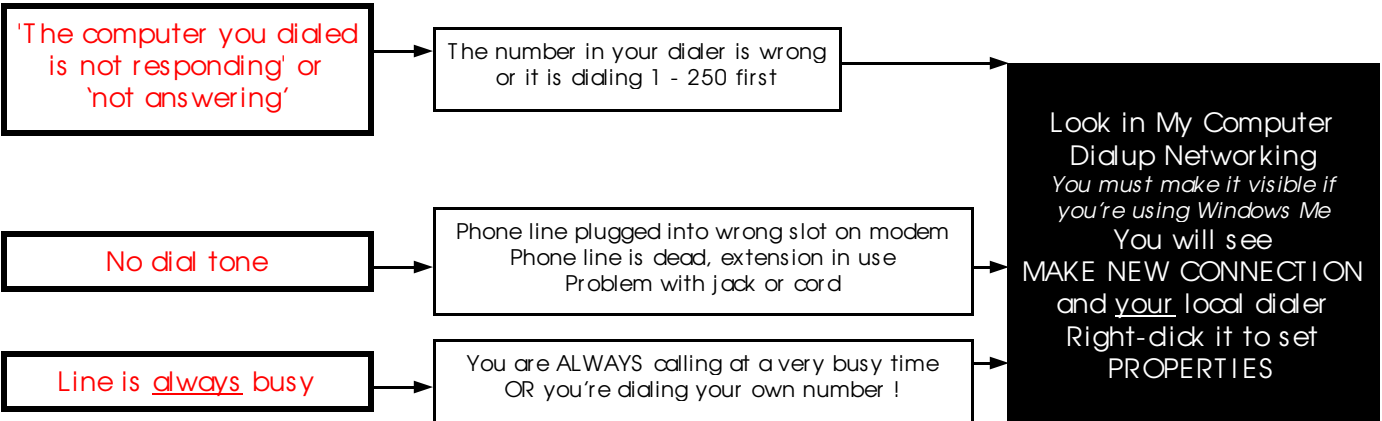 'The computer you dialed
is not responding' or
‘not answering’
The number in your dialer is wrong
or it is dialing 1 - 250 first
No dial tone
Phone line plugged into wrong slot on modem
Phone line is dead, extension in use
Problem with jack or cord
Line is always busy
You are ALWAYS calling at a very busy time
OR you’re dialing your own number !
Look in My Computer
Dialup Networking
You must make it visible if
you’re using Windows Me
You will see
MAKE NEW CONNECTION
and your local dialer
Right-click it to set
PROPERTIES